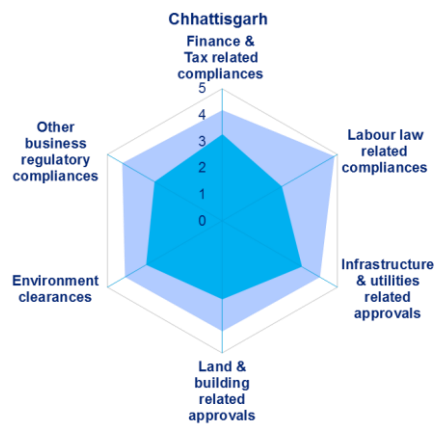 Chhattisgarh
Finance &
Tax related
compliances
5
4
3
2
1
0
Other
business
regulatory
compliances
Labour law
related
compliances
Environment
clearances
Infrastructure
& utilities
related
approvals
Land &
building
related
approvals